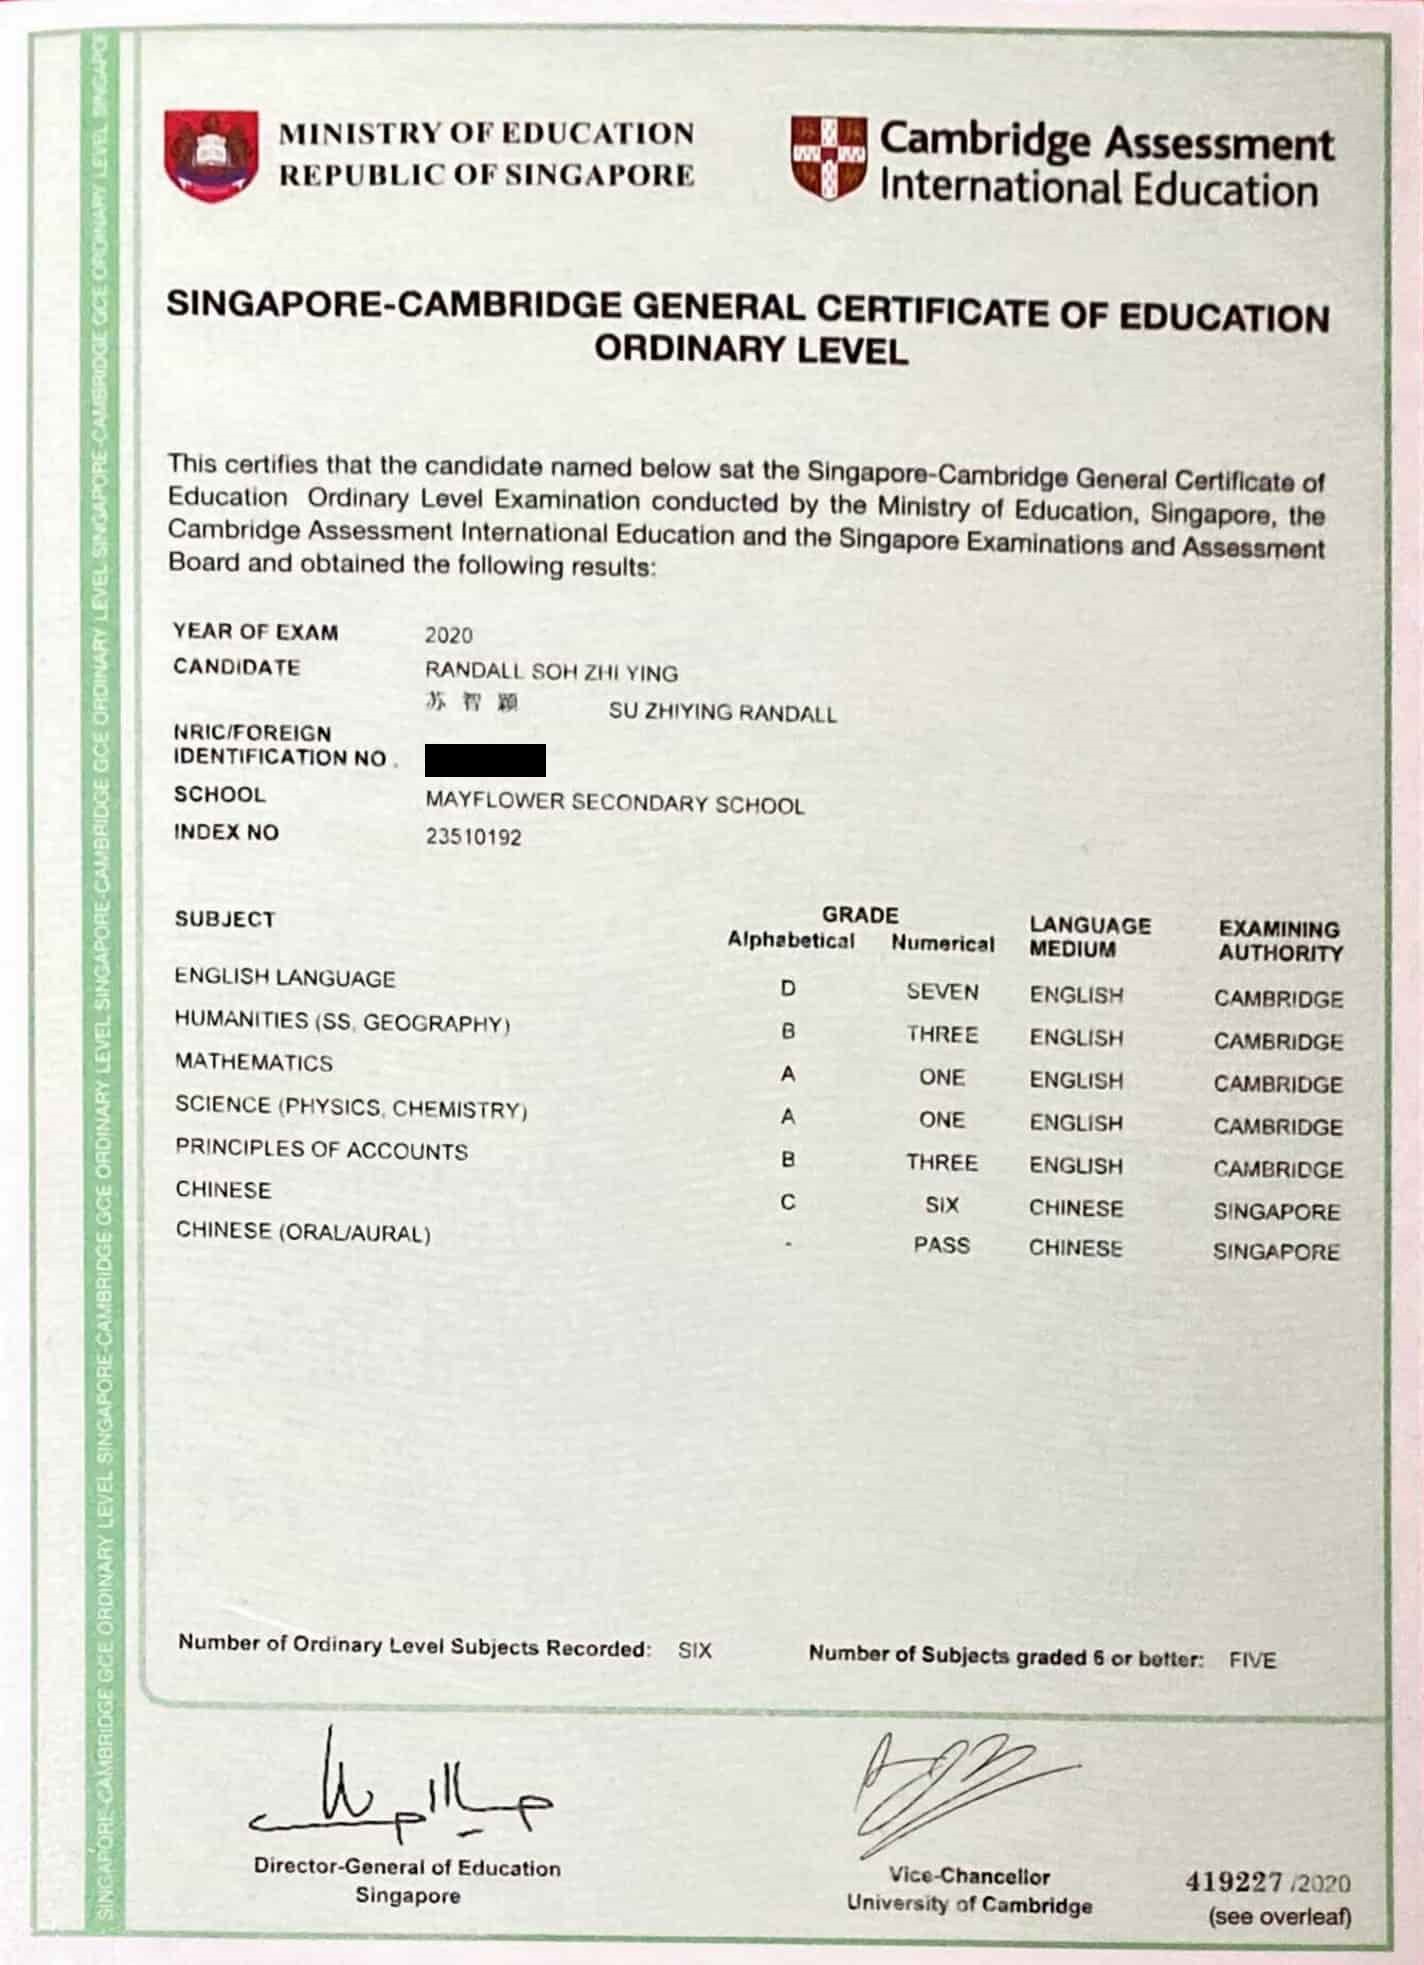 MINISTRY OF EDUCATION
REPUBLIC OF SINGAPORE
Cambridge Assessment
International Education
SINGAPORE-CAMBRIDGE GENERAL CERTIFICATE OF EDUCATION
ORDINARY LEVEL
This certifies that the candidate named below sat the Singapore-Cambridge General Certificate of
Education Ordinary Level Examination conducted by the Ministry of Education, Singapore, the
Cambridge Assessment International Education and the Singapore Examinations and Assessment
Board and obtained the following results:
YEAR OF EXAM 2020
CANDIDATE RANDALL SOH ZHI YING
苏 智 颖 SU ZHIYING RANDALL
NRIC/FOREIGN
IDENTIFICATION NO .
SCHOOL MAYFLOWER SECONDARY SCHOOL
INDEX NO 23510192
SUBJECT GRADE LANGUAGE EXAMINING
Alphabetical Numerical MEDIUM AUTHORITY
ENGLISH LANGUAGE D SEVEN ENGLISH CAMBRIDGE
HUMANITIES (SS, GEOGRAPHY) B THREE ENGLISH CAMBRIDGE
MATHEMATICS A ONE ENGLISH CAMBRIDGE
SCIENCE (PHYSICS, CHEMISTRY) A ONE ENGLISH CAMBRIDGE
PRINCIPLES OF ACCOUNTS B THREE ENGLISH CAMBRIDGE
CHINESE C SIX CHINESE SINGAPORE
CHINESE (ORAL/AURAL) - PASS CHINESE SINGAPORE
Number of Ordinary Level Subjects Recorded: SIX Number of Subjects graded 6 or better: FIVE
Director-General of Education
Singapore
Vice-Chancellor
University of Cambridge
419227/2020
(see overleaf)
SINGAPORE-CAMBRIDGE GCE ORDINARY LEVEL SINGAPORE-CAMBRIDGE GCE ORDINARY LEVEL SINGAPORE-CAMBRIDGE GCE ORDINARY LEVEL SINGAPORE-CAMBRIDGE GCE ORDINARY LEVEL SINGAPORE-CAMBRIDGE GCE ORDINARY LEVEL SINGAPO